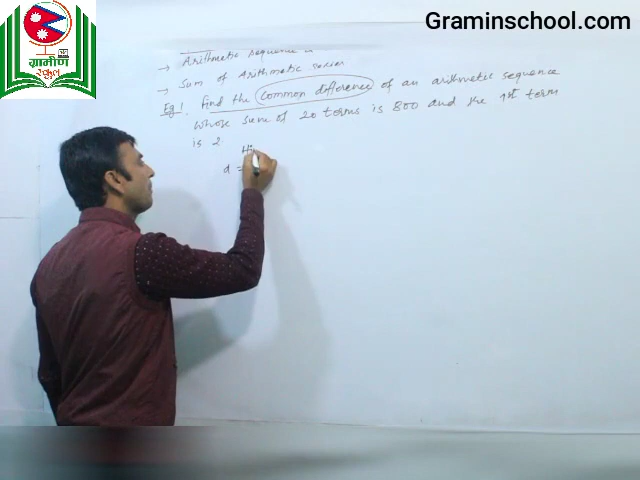 Graminschool.com
ग्रामीण
स्कुल
→ Arithmetic sequence
→ Sum of Arithmetic series
Eg 1. Find the common difference of an arithmetic sequence
whose sum of 20 terms is 800 and the 1st term
is 2
Hi
d =